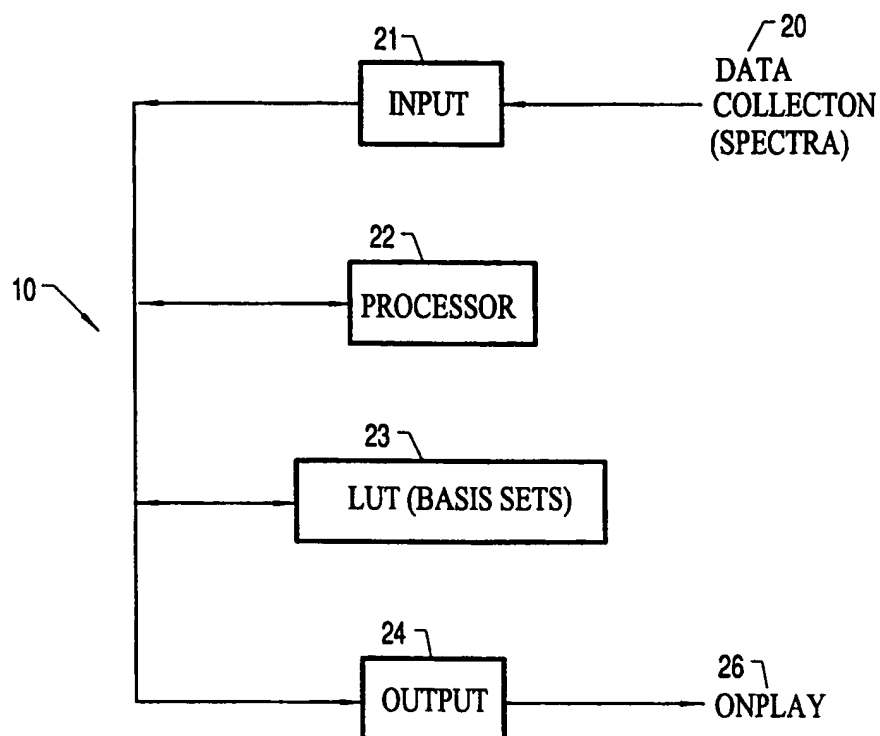 21
20
INPUT
DATA
COLLECTON
(SPECTRA)
22
10
PROCESSOR
23
LUT (BASIS SETS)
24
OUTPUT
26
ONPLAY